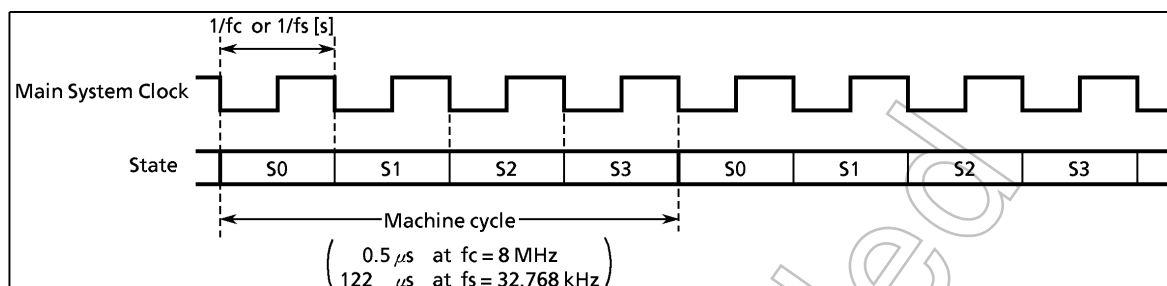 1/fc or 1/fs [s]
Main System Clock
State S0 S1 S2 S3 S0 S1 S2 S3
Machine cycle
0.5 μs at fc = 8 MHz
122 μs at fs = 32.768 kHz